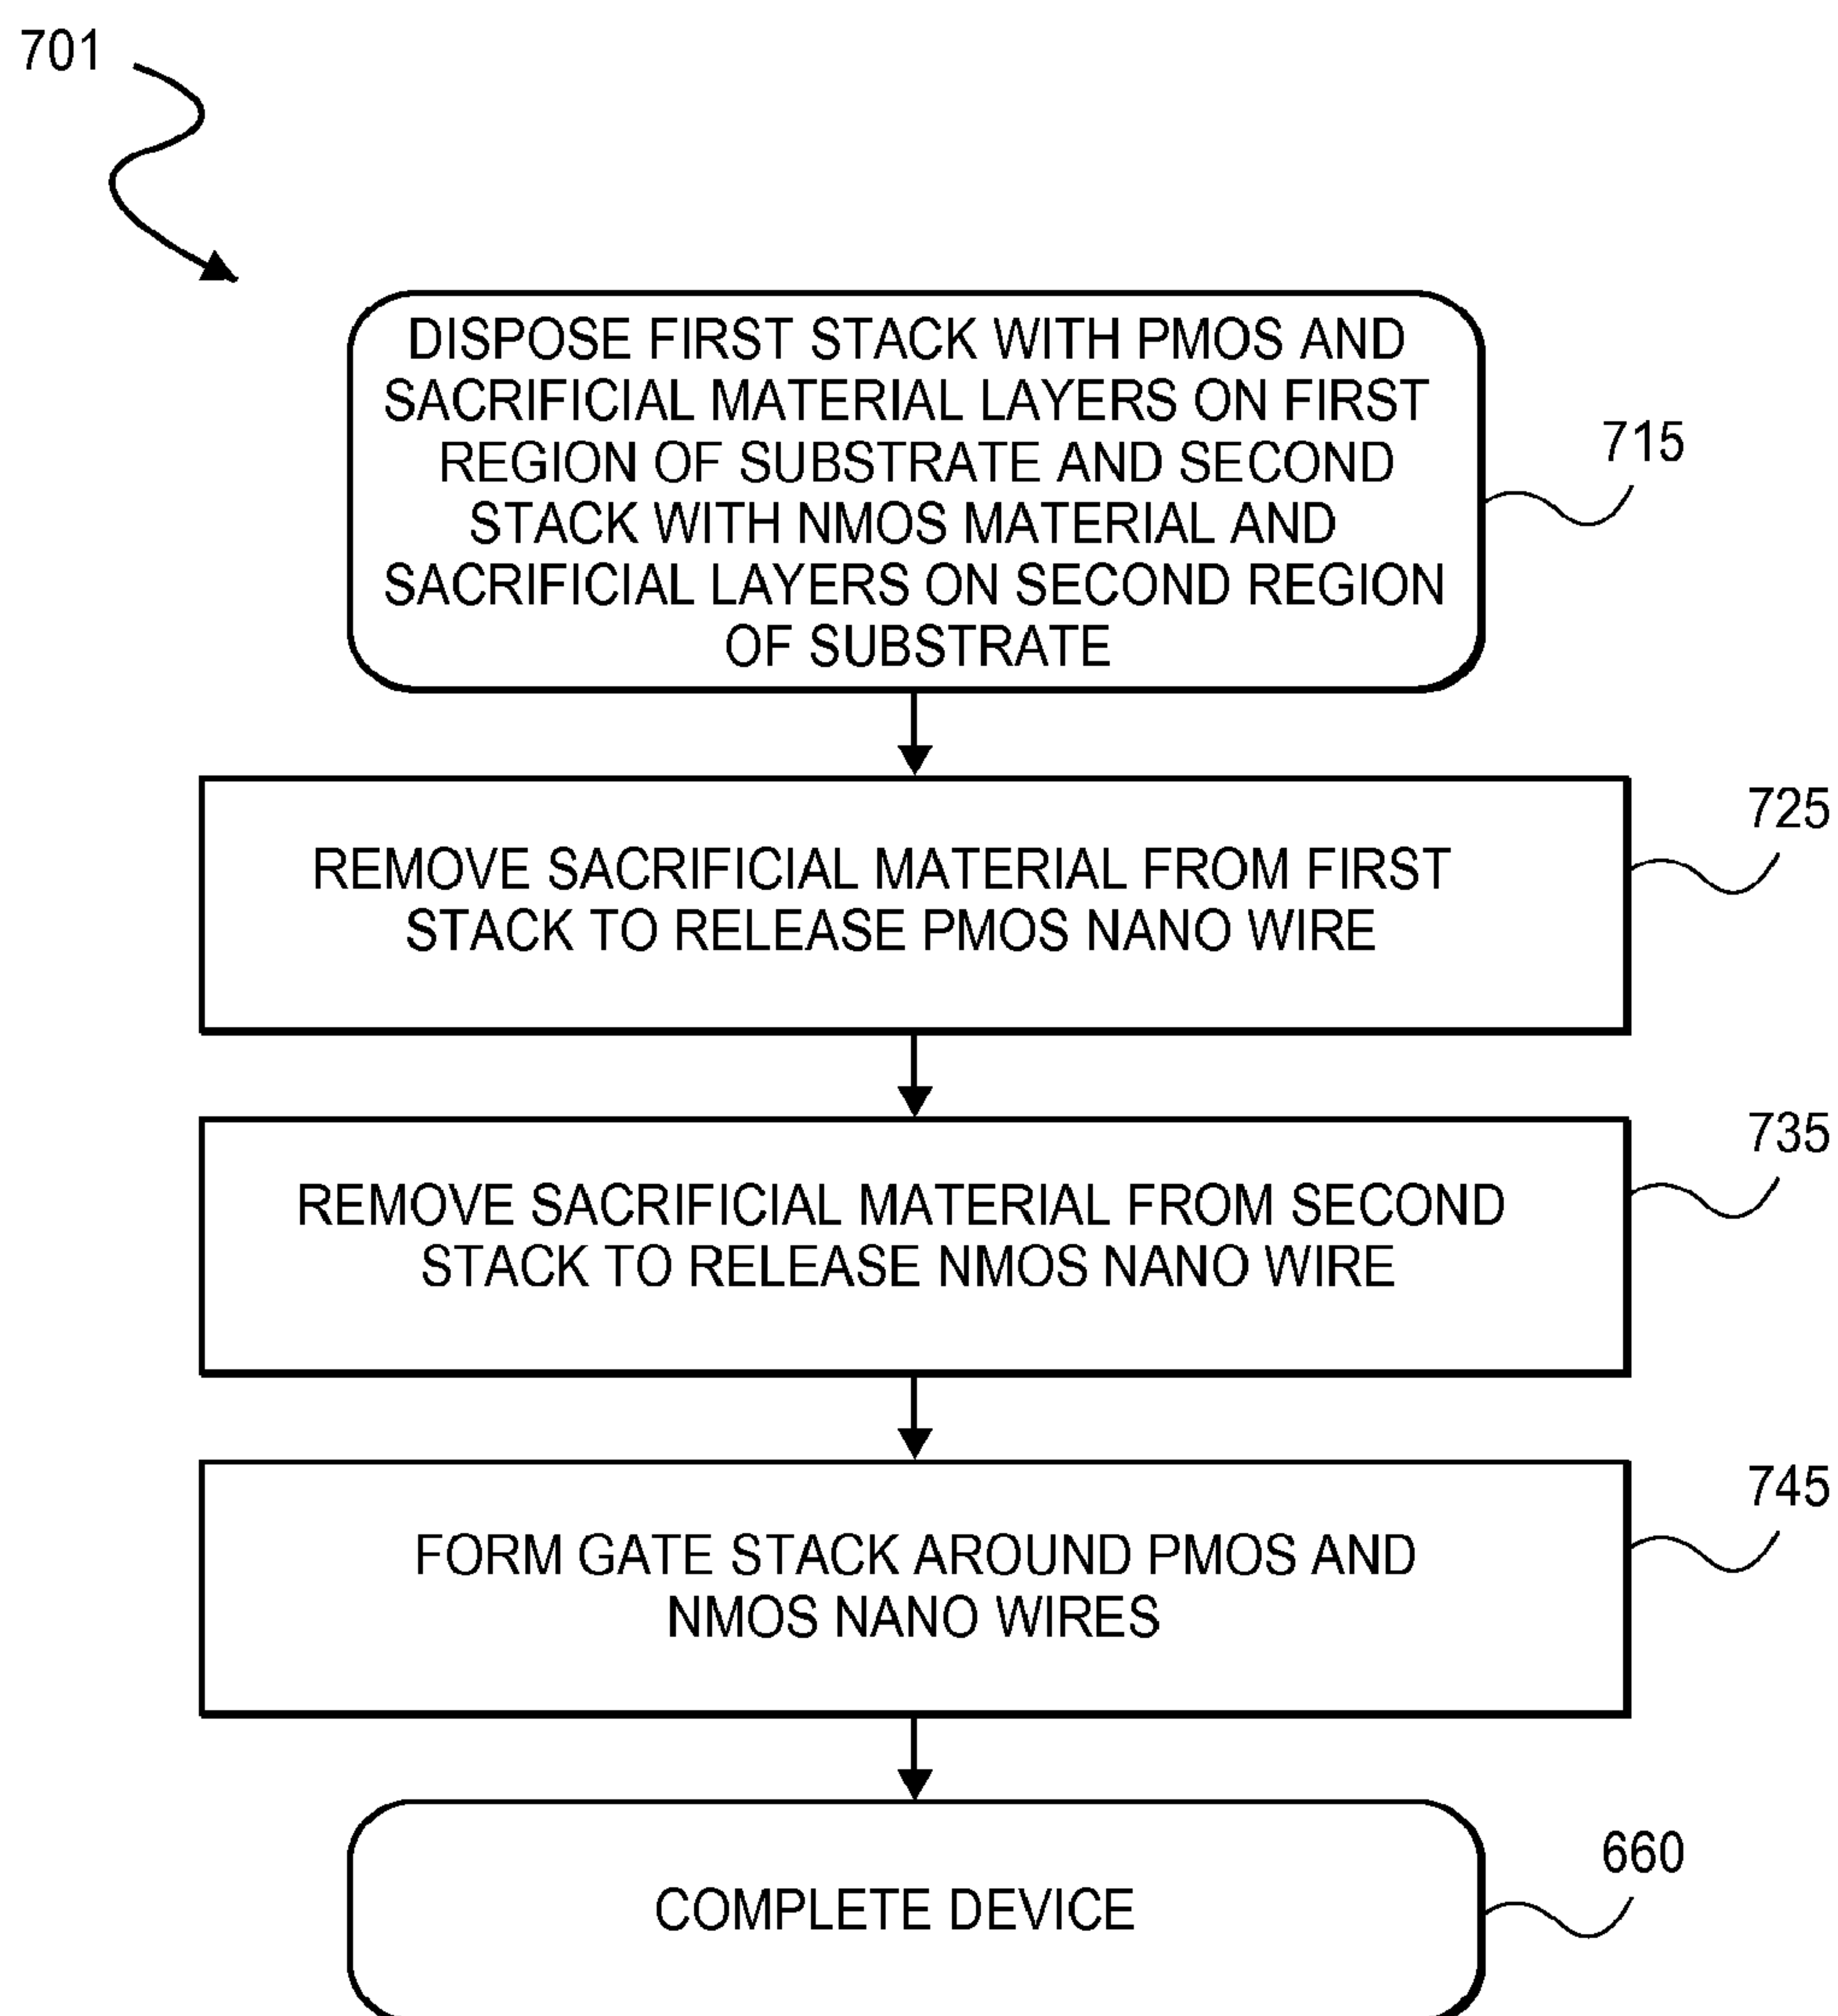 701
DISPOSE FIRST STACK WITH PMOS AND
SACRIFICIAL MATERIAL LAYERS ON FIRST
REGION OF SUBSTRATE AND SECOND
STACK WITH NMOS MATERIAL AND
SACRIFICIAL LAYERS ON SECOND REGION
OF SUBSTRATE
715
REMOVE SACRIFICIAL MATERIAL FROM FIRST
STACK TO RELEASE PMOS NANO WIRE
725
REMOVE SACRIFICIAL MATERIAL FROM SECOND
STACK TO RELEASE NMOS NANO WIRE
735
FORM GATE STACK AROUND PMOS AND
NMOS NANO WIRES
745
COMPLETE DEVICE
660